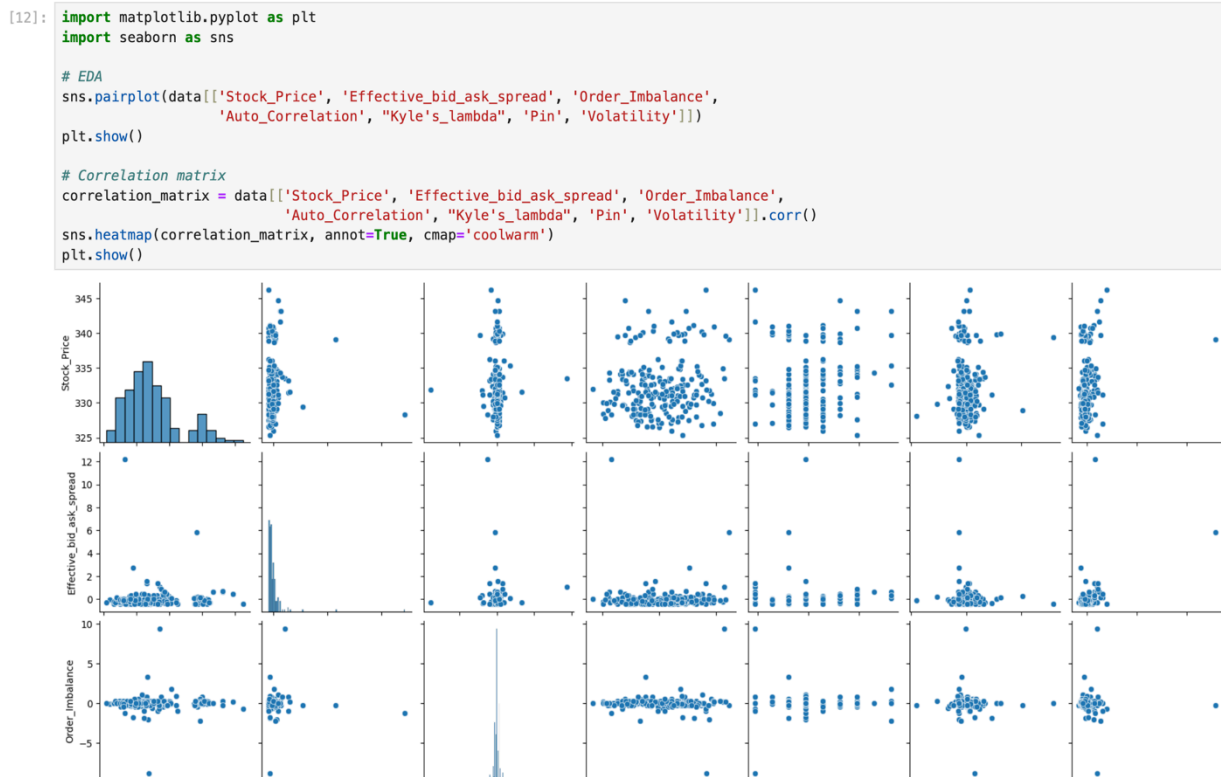 [12]: import matplotlib.pyplot as plt
import seaborn as sns
# EDA
sns.pairplot(data[['Stock_Price', 'Effective_bid_ask_spread', 'Order_Imbalance',
'Auto_Correlation', "Kyle's_lambda", 'Pin', 'Volatility']])
plt.show()
# Correlation matrix
correlation_matrix = data[['Stock_Price', 'Effective_bid_ask_spread', 'Order_Imbalance',
'Auto_Correlation', "Kyle's_lambda", 'Pin', 'Volatility']].corr()
sns.heatmap(correlation_matrix, annot=True, cmap='coolwarm')
plt.show()
Stock_Price
345
340
335
330
325
Effective_bid_ask_spread
12
10
8
6
4
2
0
Order_Imbalance
10
5
0
−5